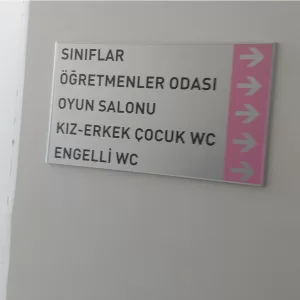 SINIFLAR
ÖĞRETMENLER ODASI
OYUN SALONU
KIZ-ERKEK ÇOCUK WC
ENGELLİ WC